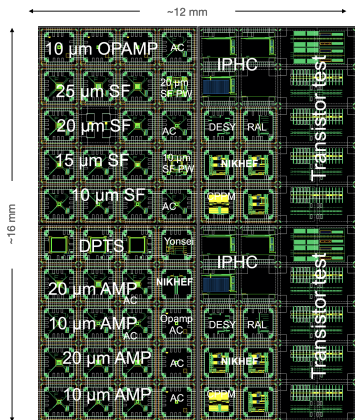 ~12 mm
~16 mm
10 µm OPAMP
AC
IPHC
Transistor test
25 µm SF
20 µm
SF PW
20 µm SF
AC
DESY
RAL
15 µm SF
10 µm
SF PW
NIKHEF
10 µm SF
AC
CPPM
DPTS
Yonsei
IPHC
Transistor test
20 µm AMP
AC
NIKHEF
10 µm AMP
AC
Opamp
AC
DESY
RAL
20 µm AMP
AC
NIKHEF
10 µm AMP
AC
CPPM